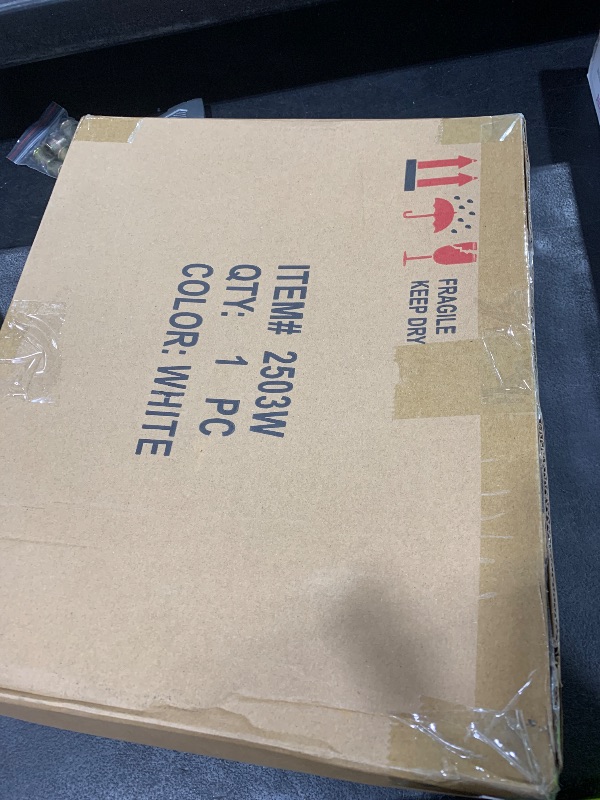 ITEM# 2503W
QTY: 1 PC
COLOR: WHITE
FRAGILE
KEEP DRY